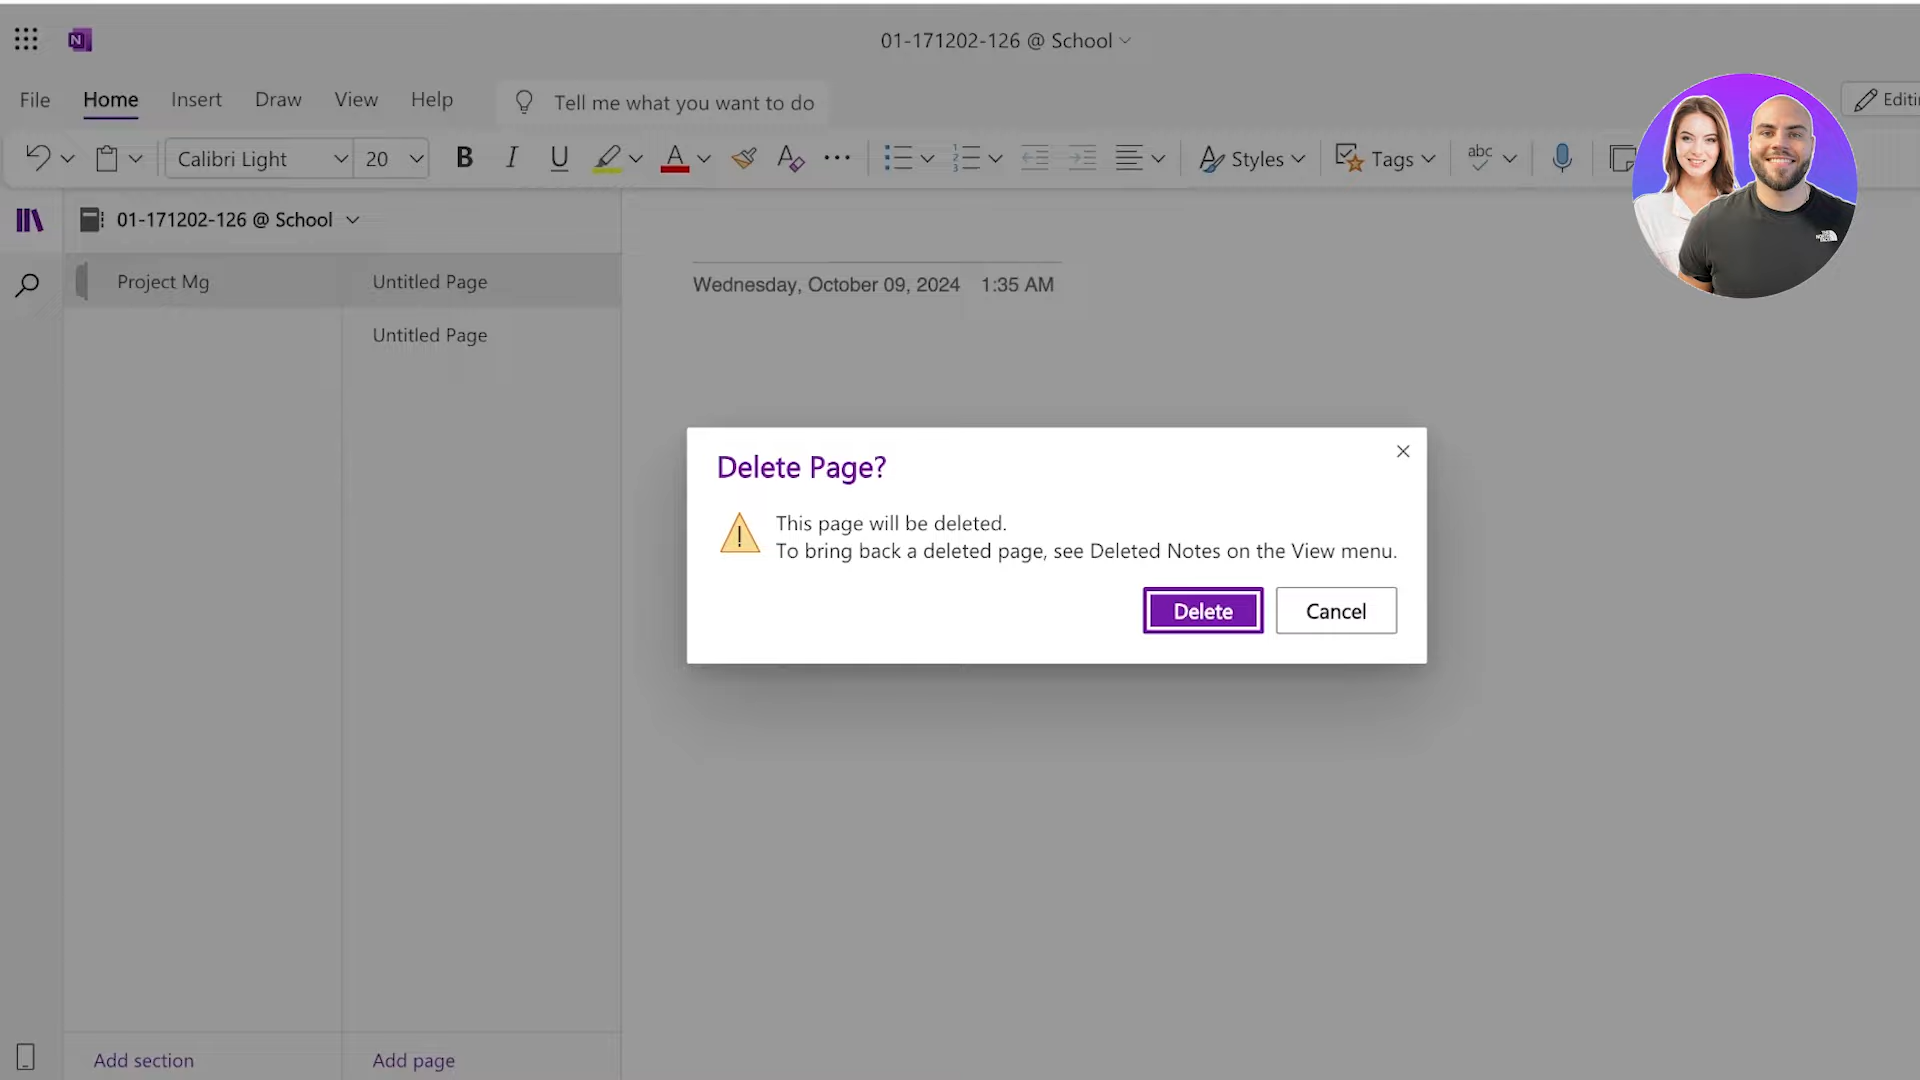 01-171202-126 @ School
File Home Insert Draw View Help Tell me what you want to do
Calibri Light 20 B I U A Styles Tags abc
01-171202-126 @ School
Project Mg
Untitled Page
Untitled Page
Wednesday, October 09, 2024 1:35 AM
Delete Page?
This page will be deleted.
To bring back a deleted page, see Deleted Notes on the View menu.
Delete Cancel
Add section
Add page